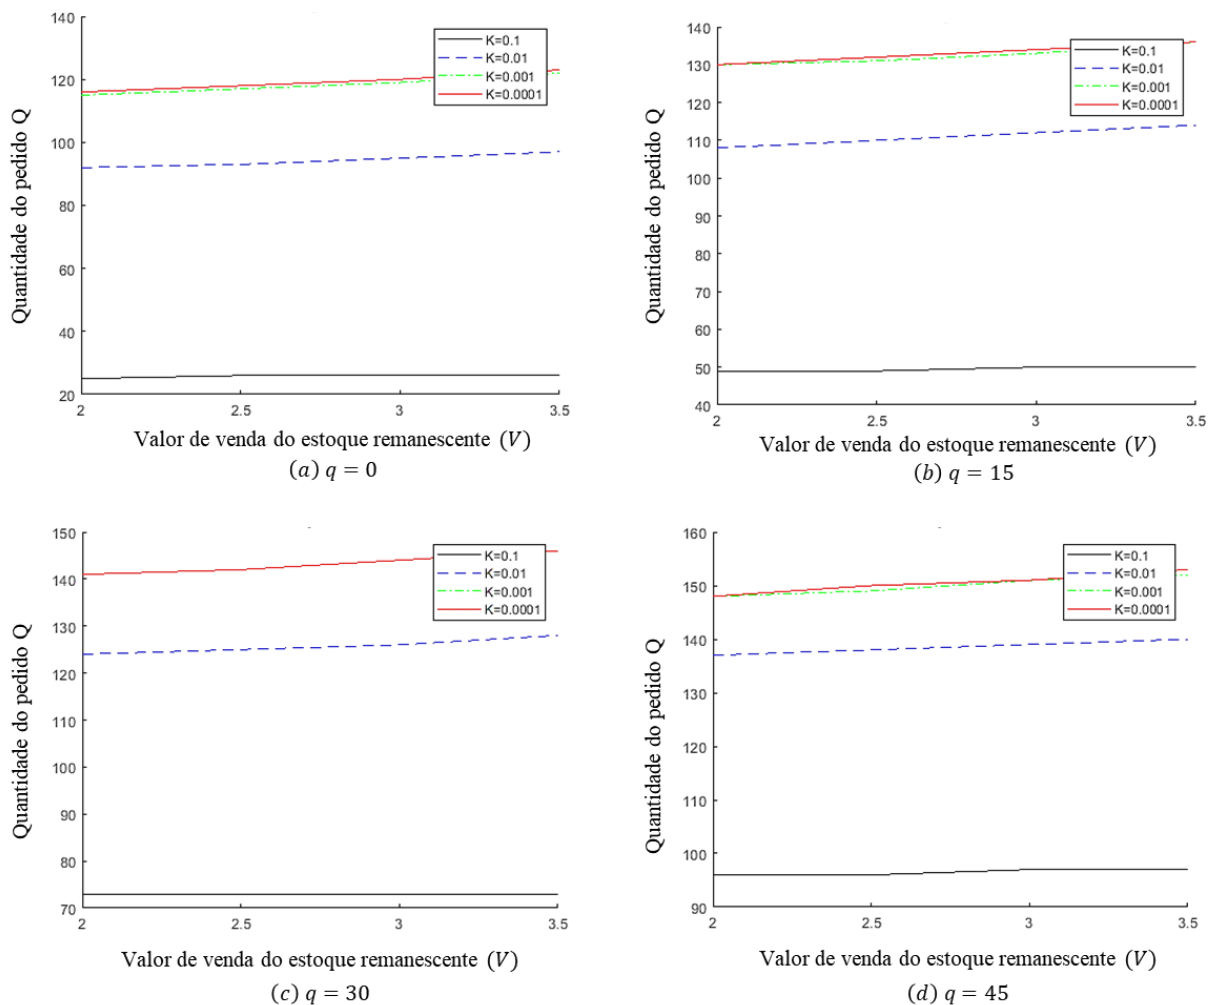 140
120
100
80
60
40
20
Quantidade do pedido Q
K=0.1
K=0.01
K=0.001
K=0.0001
2
2.5
3
3.5
Valor de venda do estoque remanescente (V)
(a) q = 0
140
130
120
110
100
90
80
70
60
50
40
Quantidade do pedido Q
K=0.1
K=0.01
K=0.001
K=0.0001
2
2.5
3
3.5
Valor de venda do estoque remanescente (V)
(b) q = 15
150
140
130
120
110
100
90
80
70
Quantidade do pedido Q
K=0.1
K=0.01
K=0.001
K=0.0001
2
2.5
3
3.5
Valor de venda do estoque remanescente (V)
(c) q = 30
160
150
140
130
120
110
100
90
Quantidade do pedido Q
K=0.1
K=0.01
K=0.001
K=0.0001
2
2.5
3
3.5
Valor de venda do estoque remanescente (V)
(d) q = 45